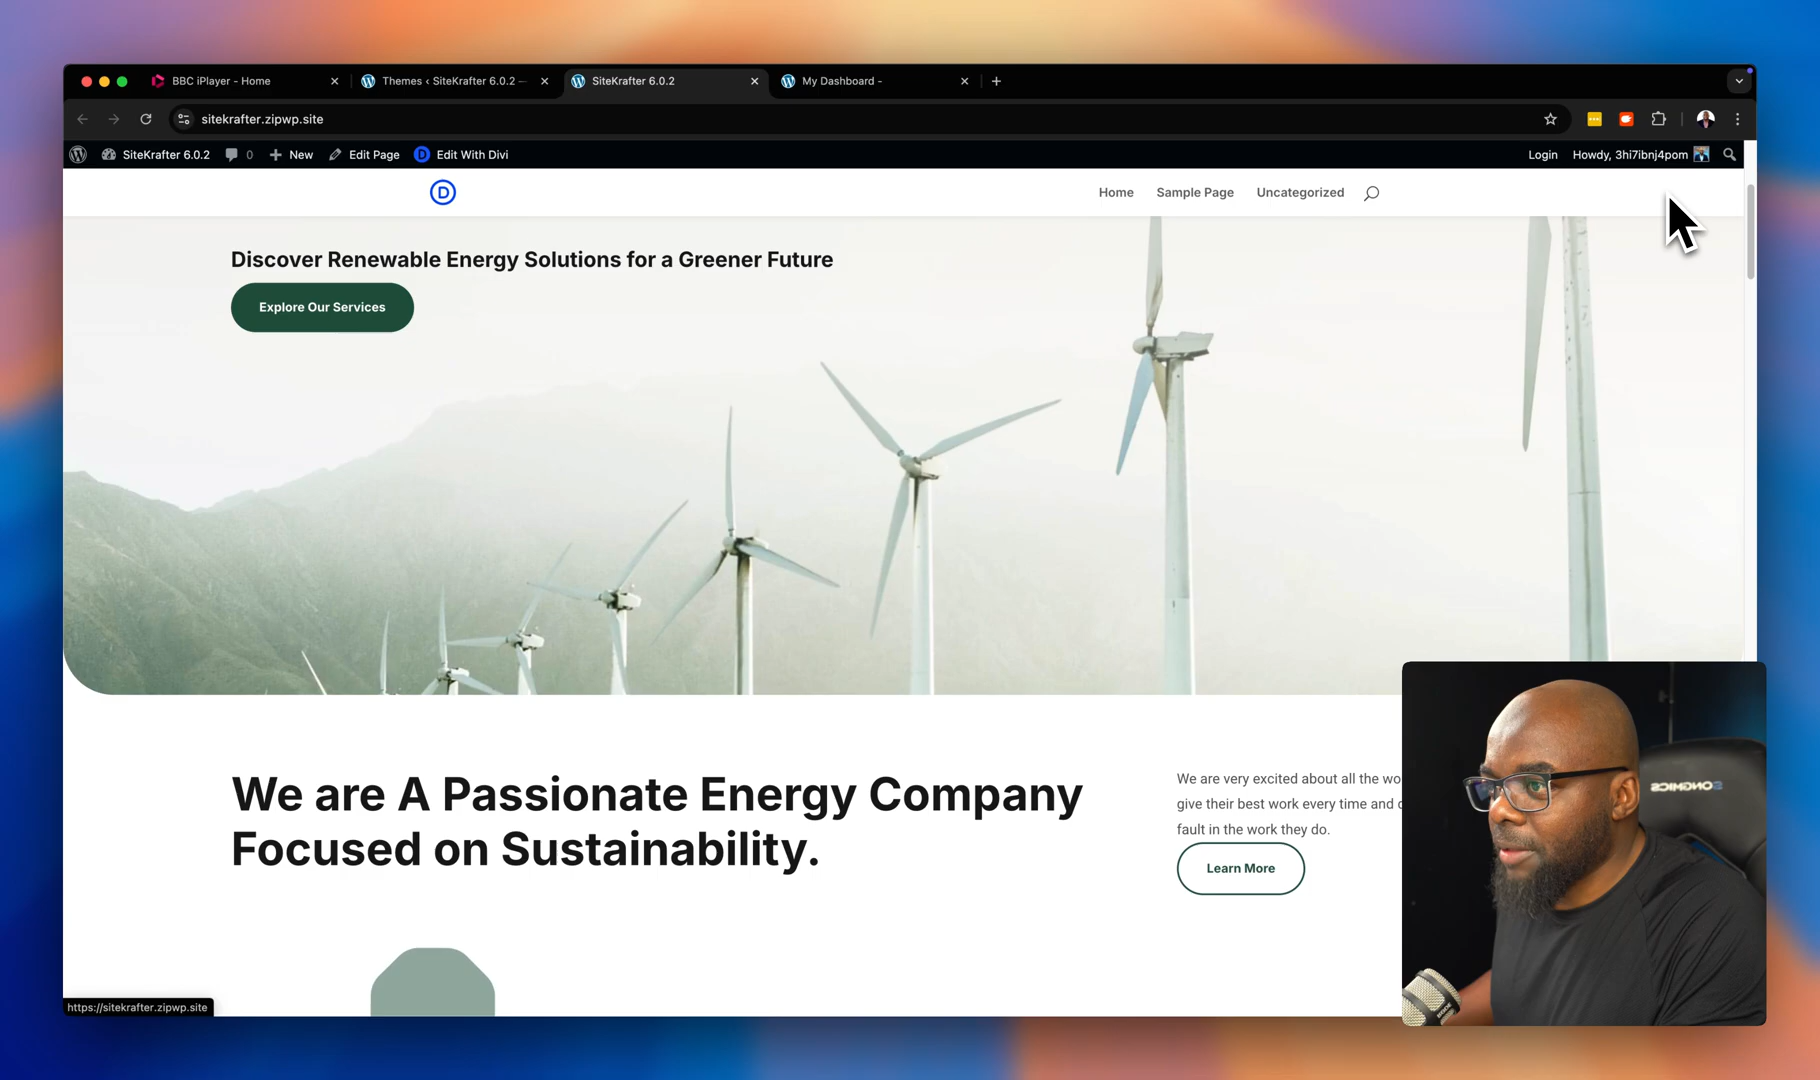 BBC iPlayer - Home
Themes ‹ SiteKrafter 6.0.2 —
SiteKrafter 6.0.2
My Dashboard -
sitekrafter.zipwp.site
SiteKrafter 6.0.2
0
New
Edit Page
D
Edit With Divi
Login
Howdy, 3hi7ibnj4pom
D
Home
Sample Page
Uncategorized
Discover Renewable Energy Solutions for a Greener Future
Explore Our Services
We are A Passionate Energy Company
Focused on Sustainability.
We are very excited about all the
give their best work every time and
fault in the work they do.
Learn More
SONGMICS
https://sitekrafter.zipwp.site